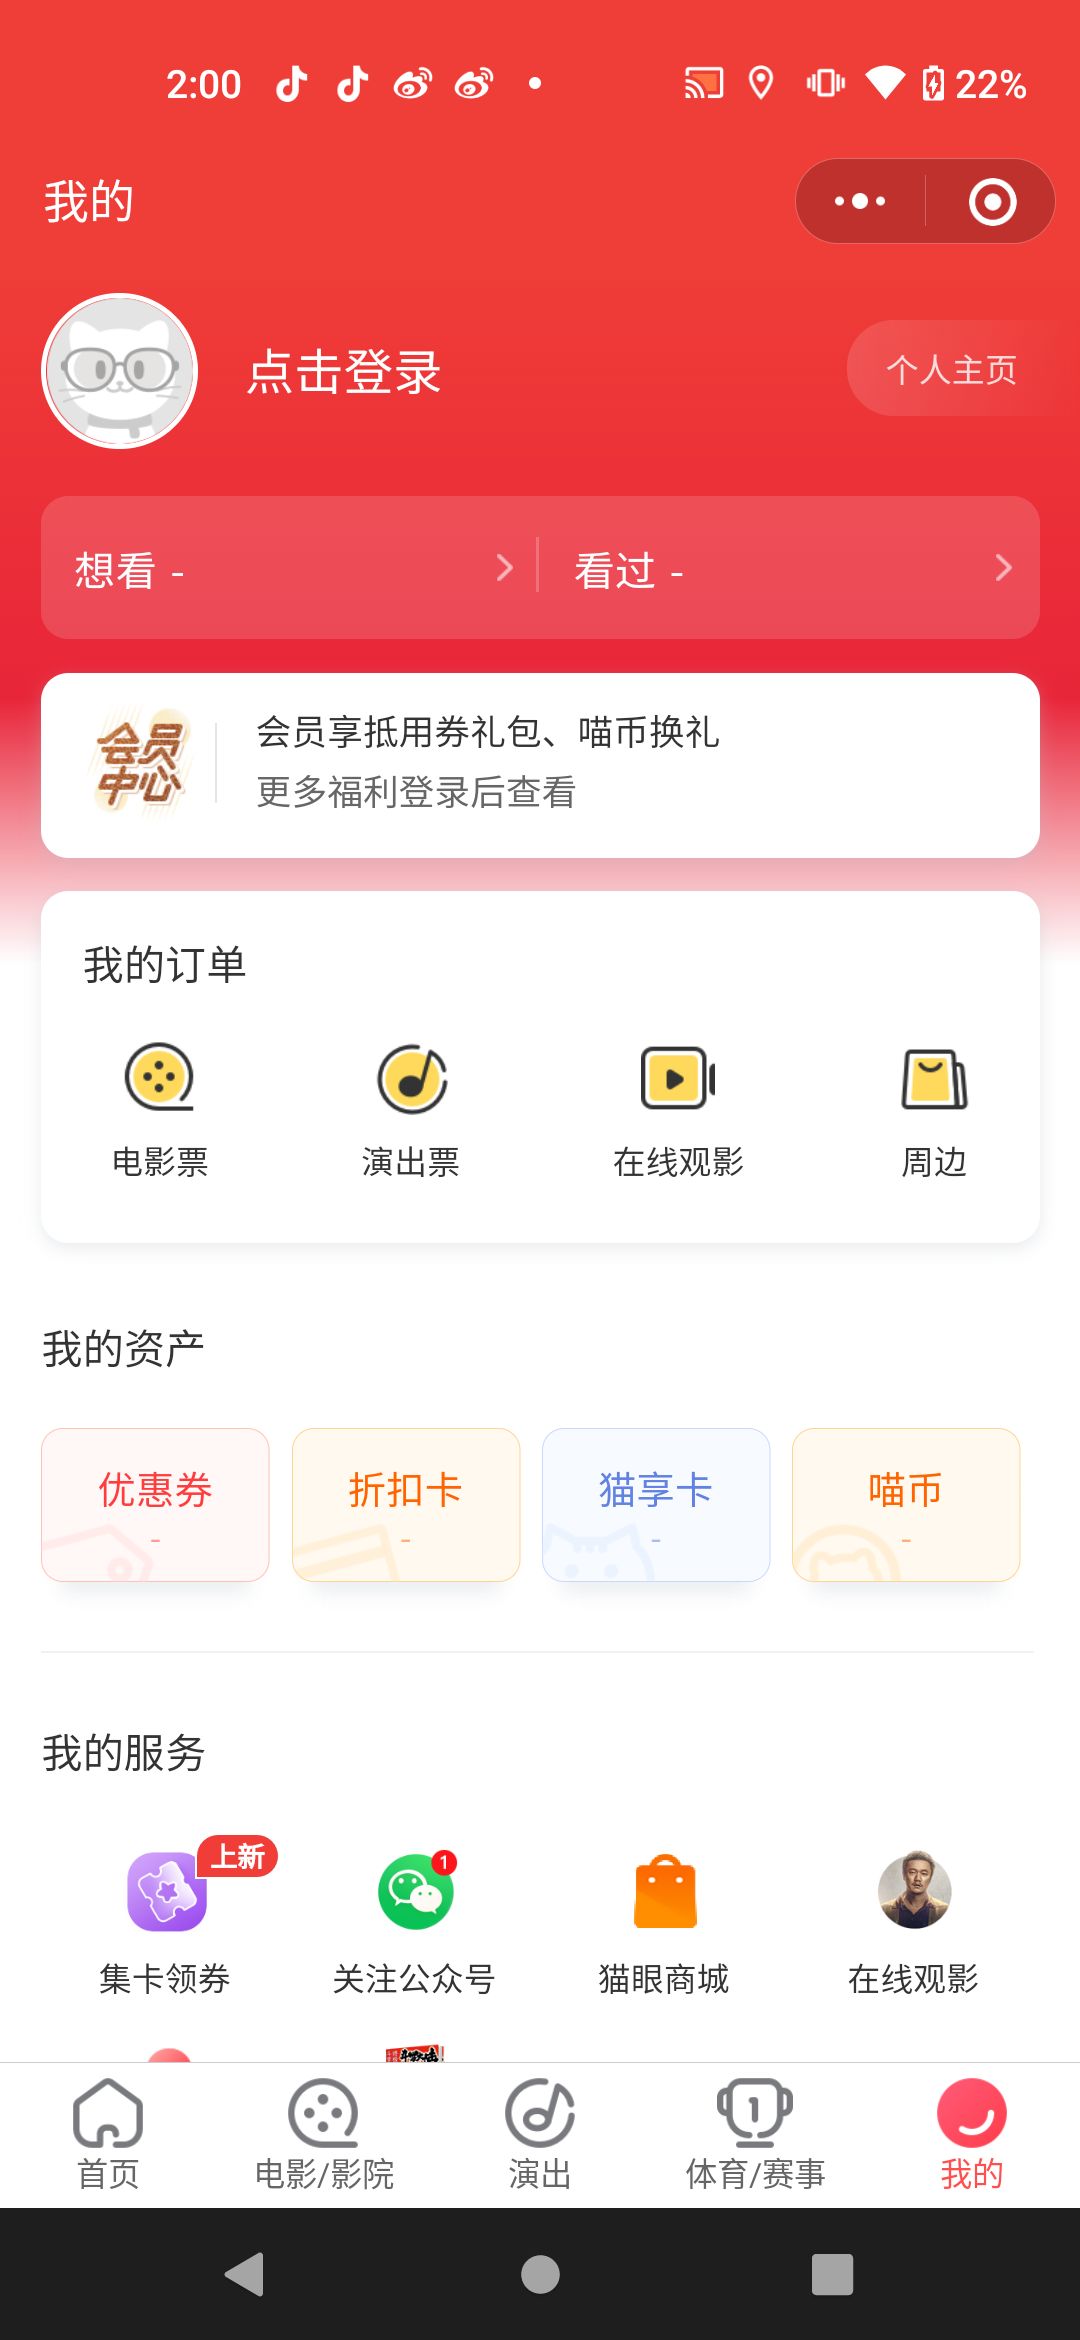 2:00
22%
我的
点击登录
个人主页
想看 -
看过 -
会员中心
会员享抵用券礼包、喵币换礼
更多福利登录后查看
我的订单
电影票
演出票
在线观影
周边
我的资产
优惠券
-
折扣卡
-
猫享卡
-
喵币
-
我的服务
上新
1
集卡领券
关注公众号
猫眼商城
在线观影
1
首页
电影/影院
演出
体育/赛事
我的